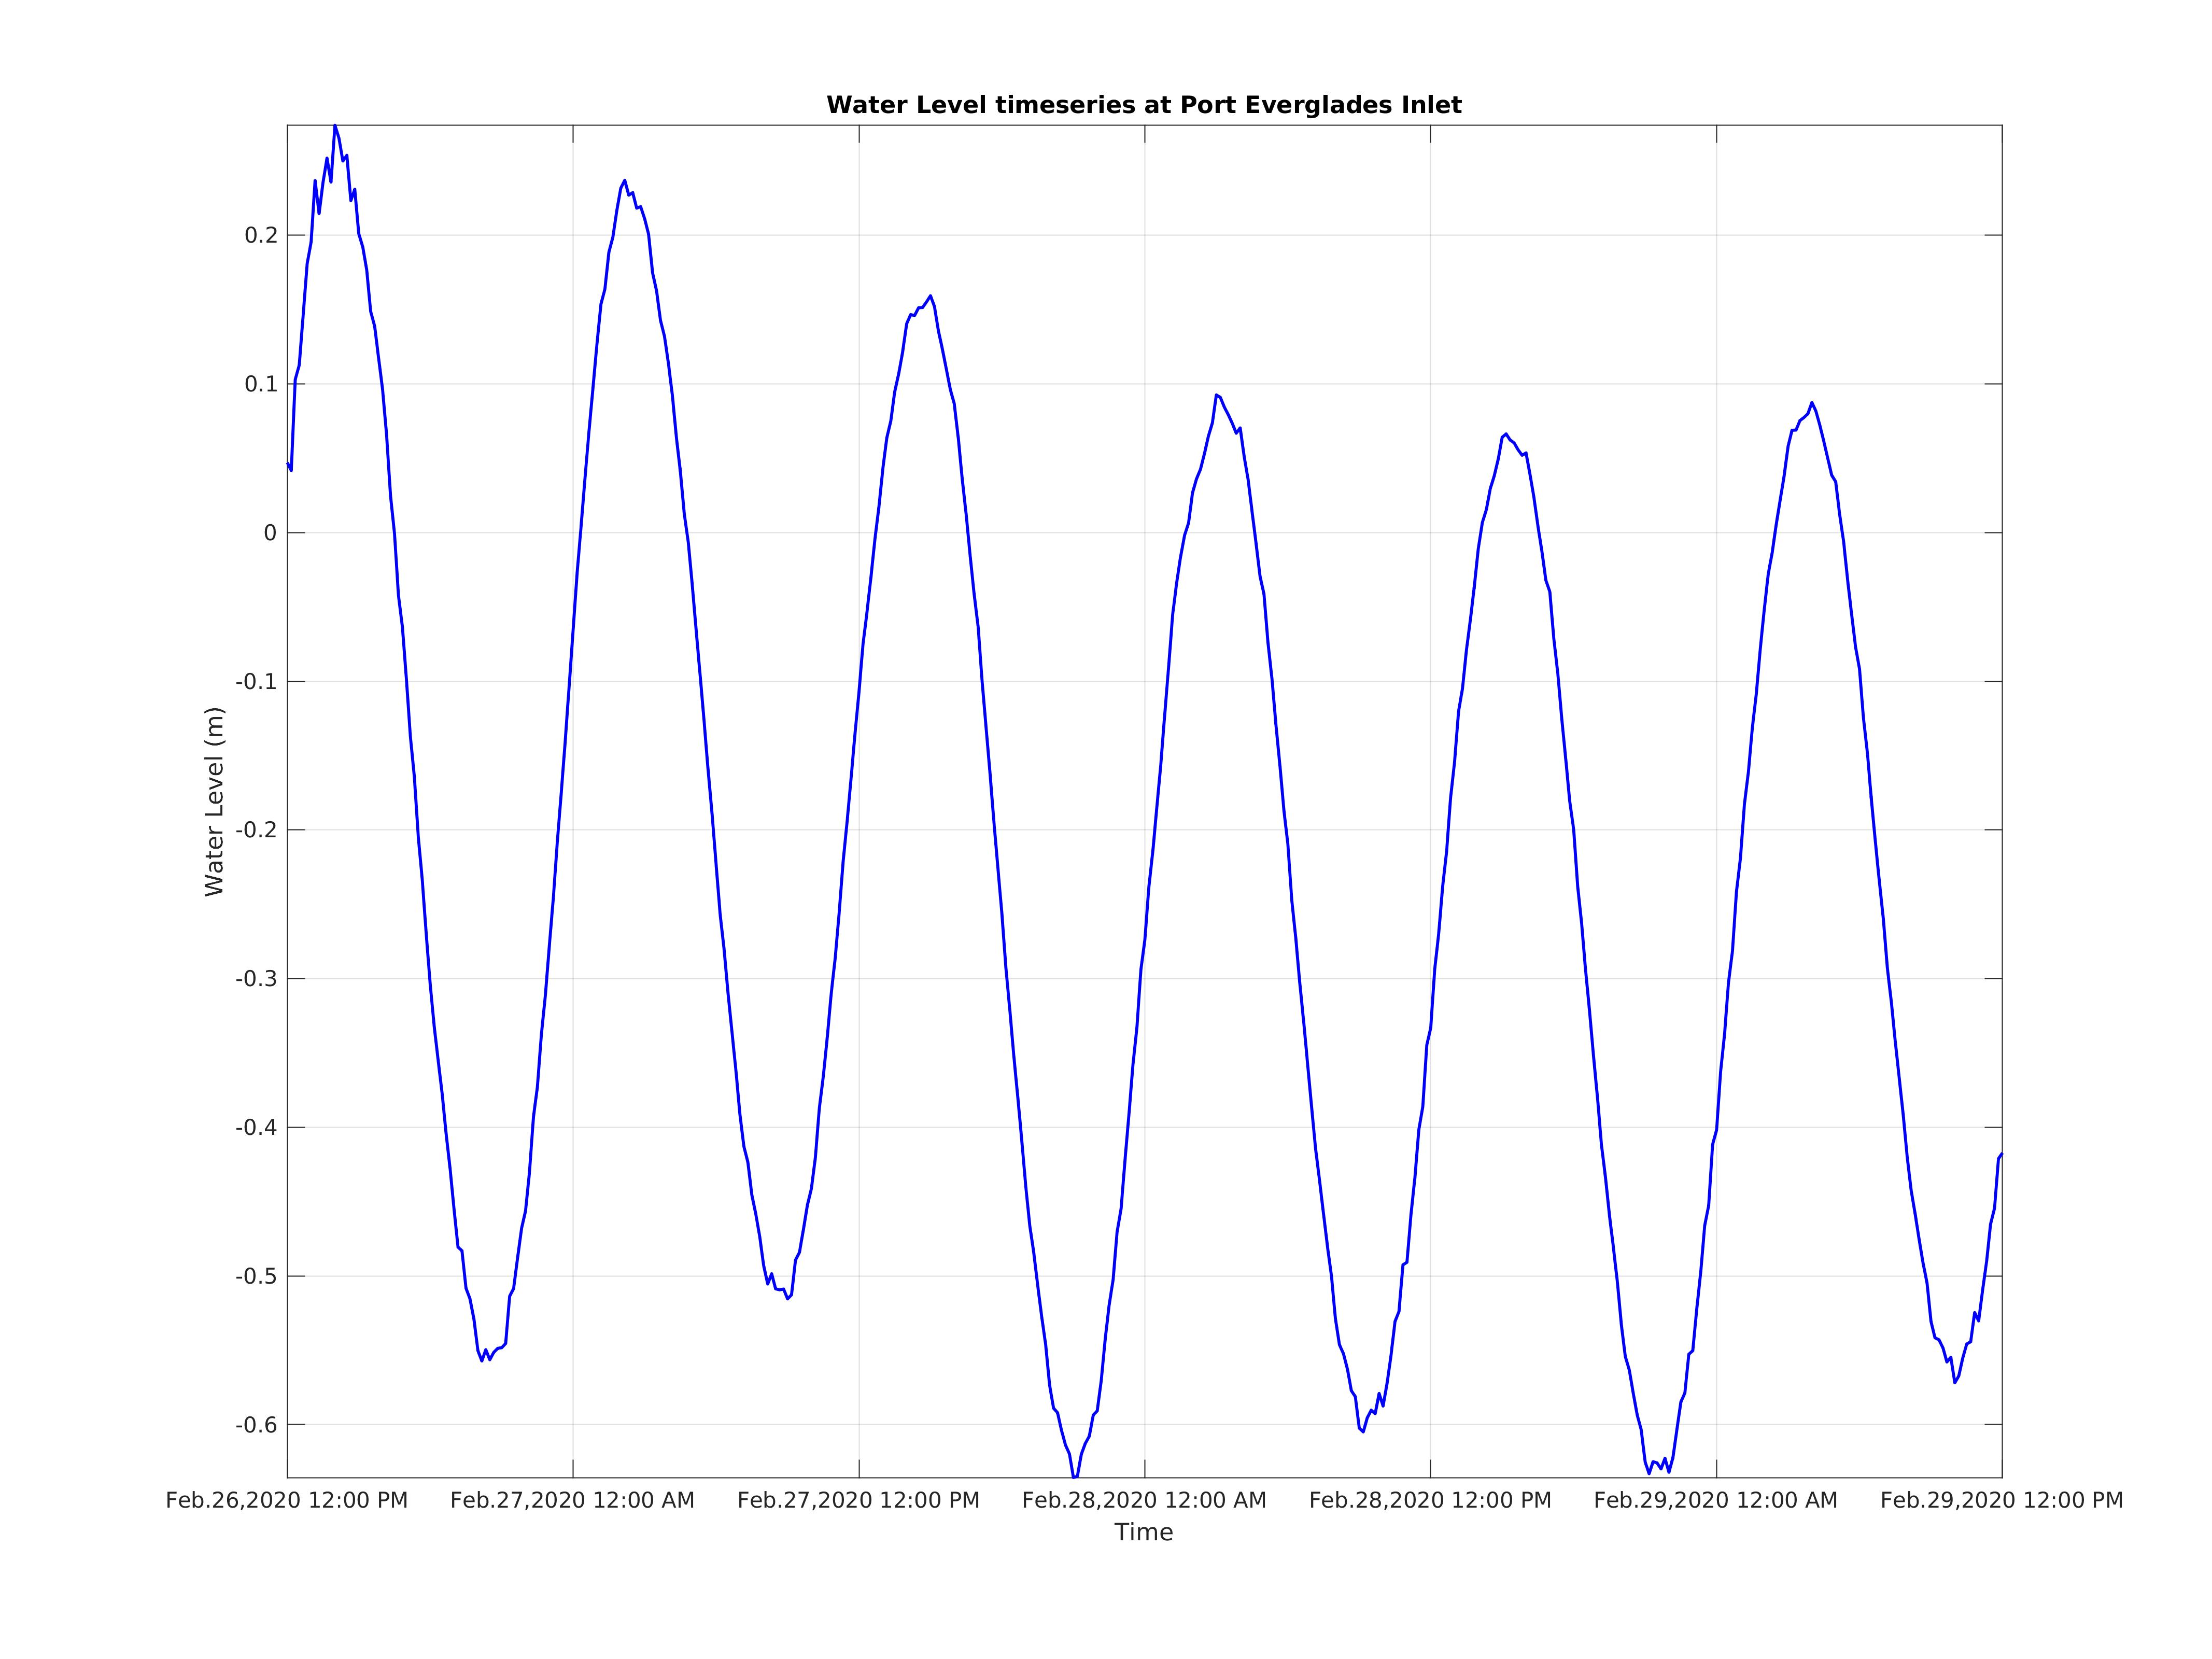 Water Level timeseries at Port Everglades Inlet
0.2
0.1
0
-0.1
-0.2
-0.3
-0.4
-0.5
-0.6
Water Level (m)
Feb.26,2020 12:00 PM
Feb.27,2020 12:00 AM
Feb.27,2020 12:00 PM
Feb.28,2020 12:00 AM
Feb.28,2020 12:00 PM
Feb.29,2020 12:00 AM
Feb.29,2020 12:00 PM
Time